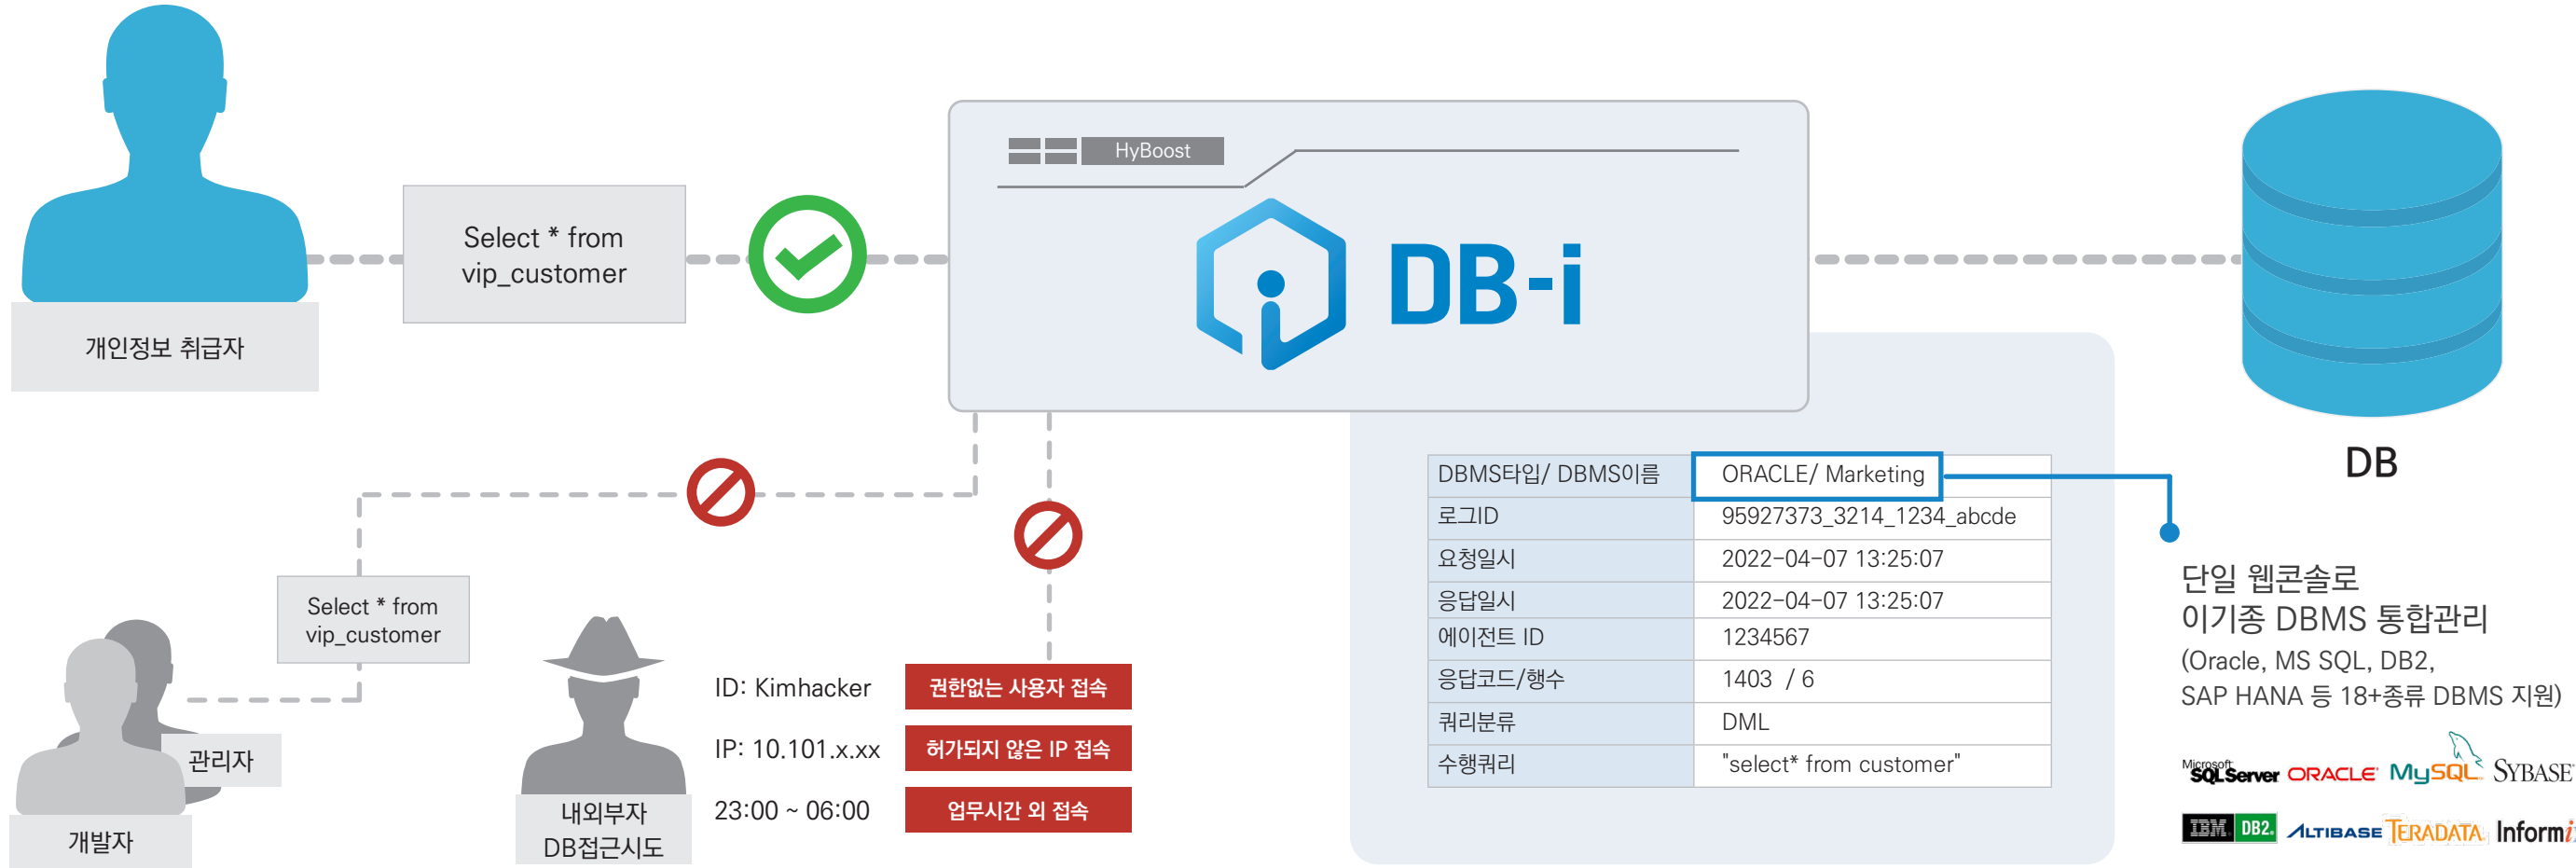 개인정보 취급자
Select * from
vip_customer
HyBoost
DB-i
DB
Select * from
vip_customer
관리자
개발자
내외부자
DB접근시도
ID: Kimhacker 권한없는 사용자 접속
IP: 10.101.x.xx 허가되지 않은 IP 접속
23:00 ~ 06:00 업무시간 외 접속
DBMS타입/ DBMS이름 ORACLE/ Marketing
로그ID 95927373_3214_1234_abcde
요청일시 2022-04-07 13:25:07
응답일시 2022-04-07 13:25:07
에이전트 ID 1234567
응답코드/행수 1403 / 6
쿼리분류 DML
수행쿼리 "select* from customer"
단일 웹콘솔로
이기종 DBMS 통합관리
(Oracle, MS SQL, DB2,
SAP HANA 등 18+종류 DBMS 지원)
Microsoft SQL Server ORACLE MySQL SYBASE
IBM DB2 ALTIBASE TERADATA Informi